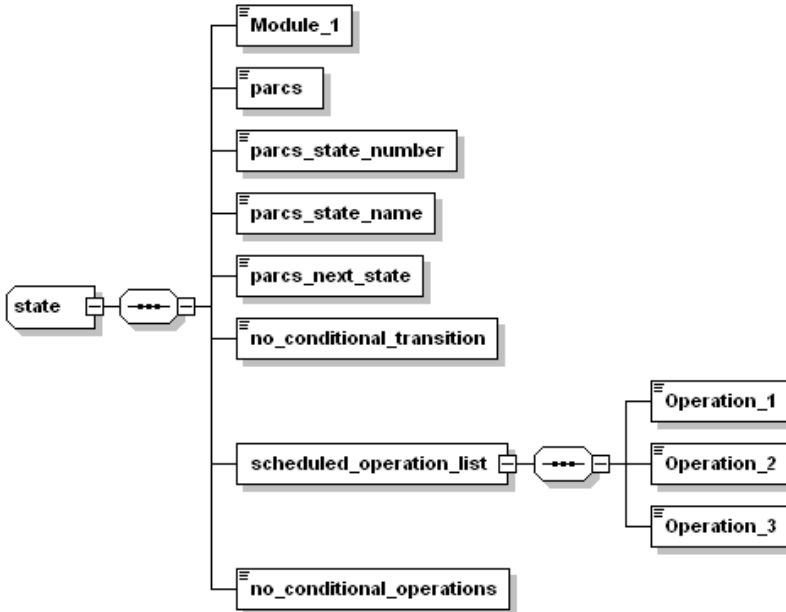 Module_1
parcs
parcs_state_number
parcs_state_name
parcs_next_state
state
no_conditional_transition
Operation_1
scheduled_operation_list
Operation_2
Operation_3
no_conditional_operations